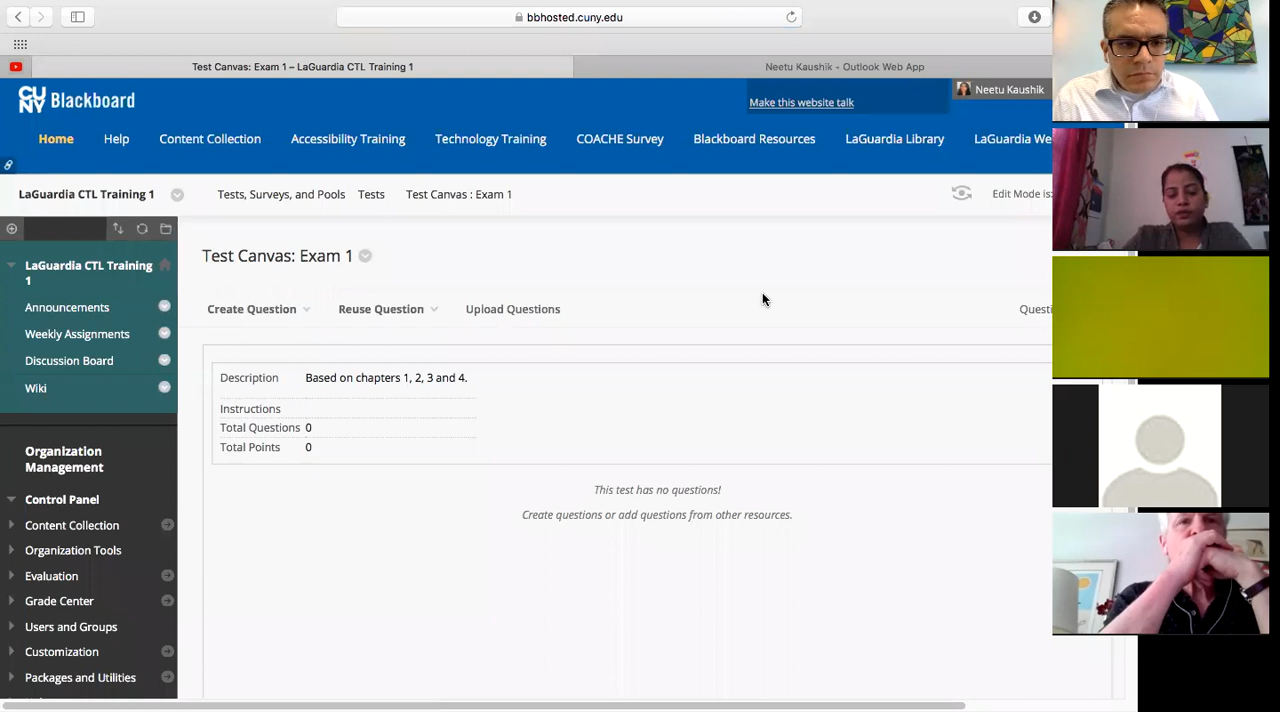 bbhosted.cuny.edu
Test Canvas: Exam 1 – LaGuardia CTL Training 1
Neetu Kaushik - Outlook Web App
CUNY Blackboard
Make this website talk
Neetu Kaushik
Home Help Content Collection Accessibility Training Technology Training COACHE Survey Blackboard Resources LaGuardia Library LaGuardia We
LaGuardia CTL Training 1 Tests, Surveys, and Pools Tests Test Canvas : Exam 1 Edit Mode is:
LaGuardia CTL Training
1
Announcements
Weekly Assignments
Discussion Board
Wiki
Organization
Management
Control Panel
Content Collection
Organization Tools
Evaluation
Grade Center
Users and Groups
Customization
Packages and Utilities
Test Canvas: Exam 1
Create Question Reuse Question Upload Questions Questi
Description Based on chapters 1, 2, 3 and 4.
Instructions
Total Questions 0
Total Points 0
This test has no questions!
Create questions or add questions from other resources.